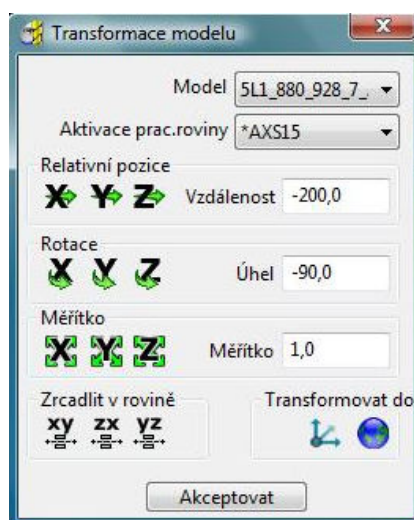 Transformace modelu
Model 5L1_880_928_7_.
Aktivace prac.roviny *AXS15
Relativní pozice
X Y Z Vzdálenost -200,0
Rotace
X Y Z Úhel -90,0
Měřítko
X Y Z Měřítko 1,0
Zrcadlit v rovině Transformovat do
xy zx yz
Akceptovat